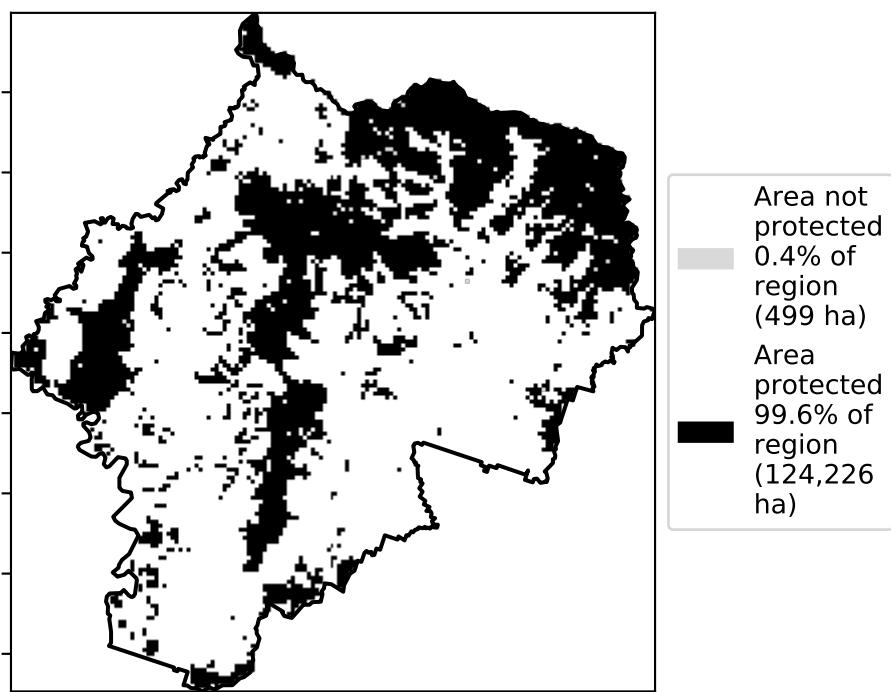 Area not
protected
0.4% of
region
(499 ha)
Area
protected
99.6% of
region
(124,226
ha)